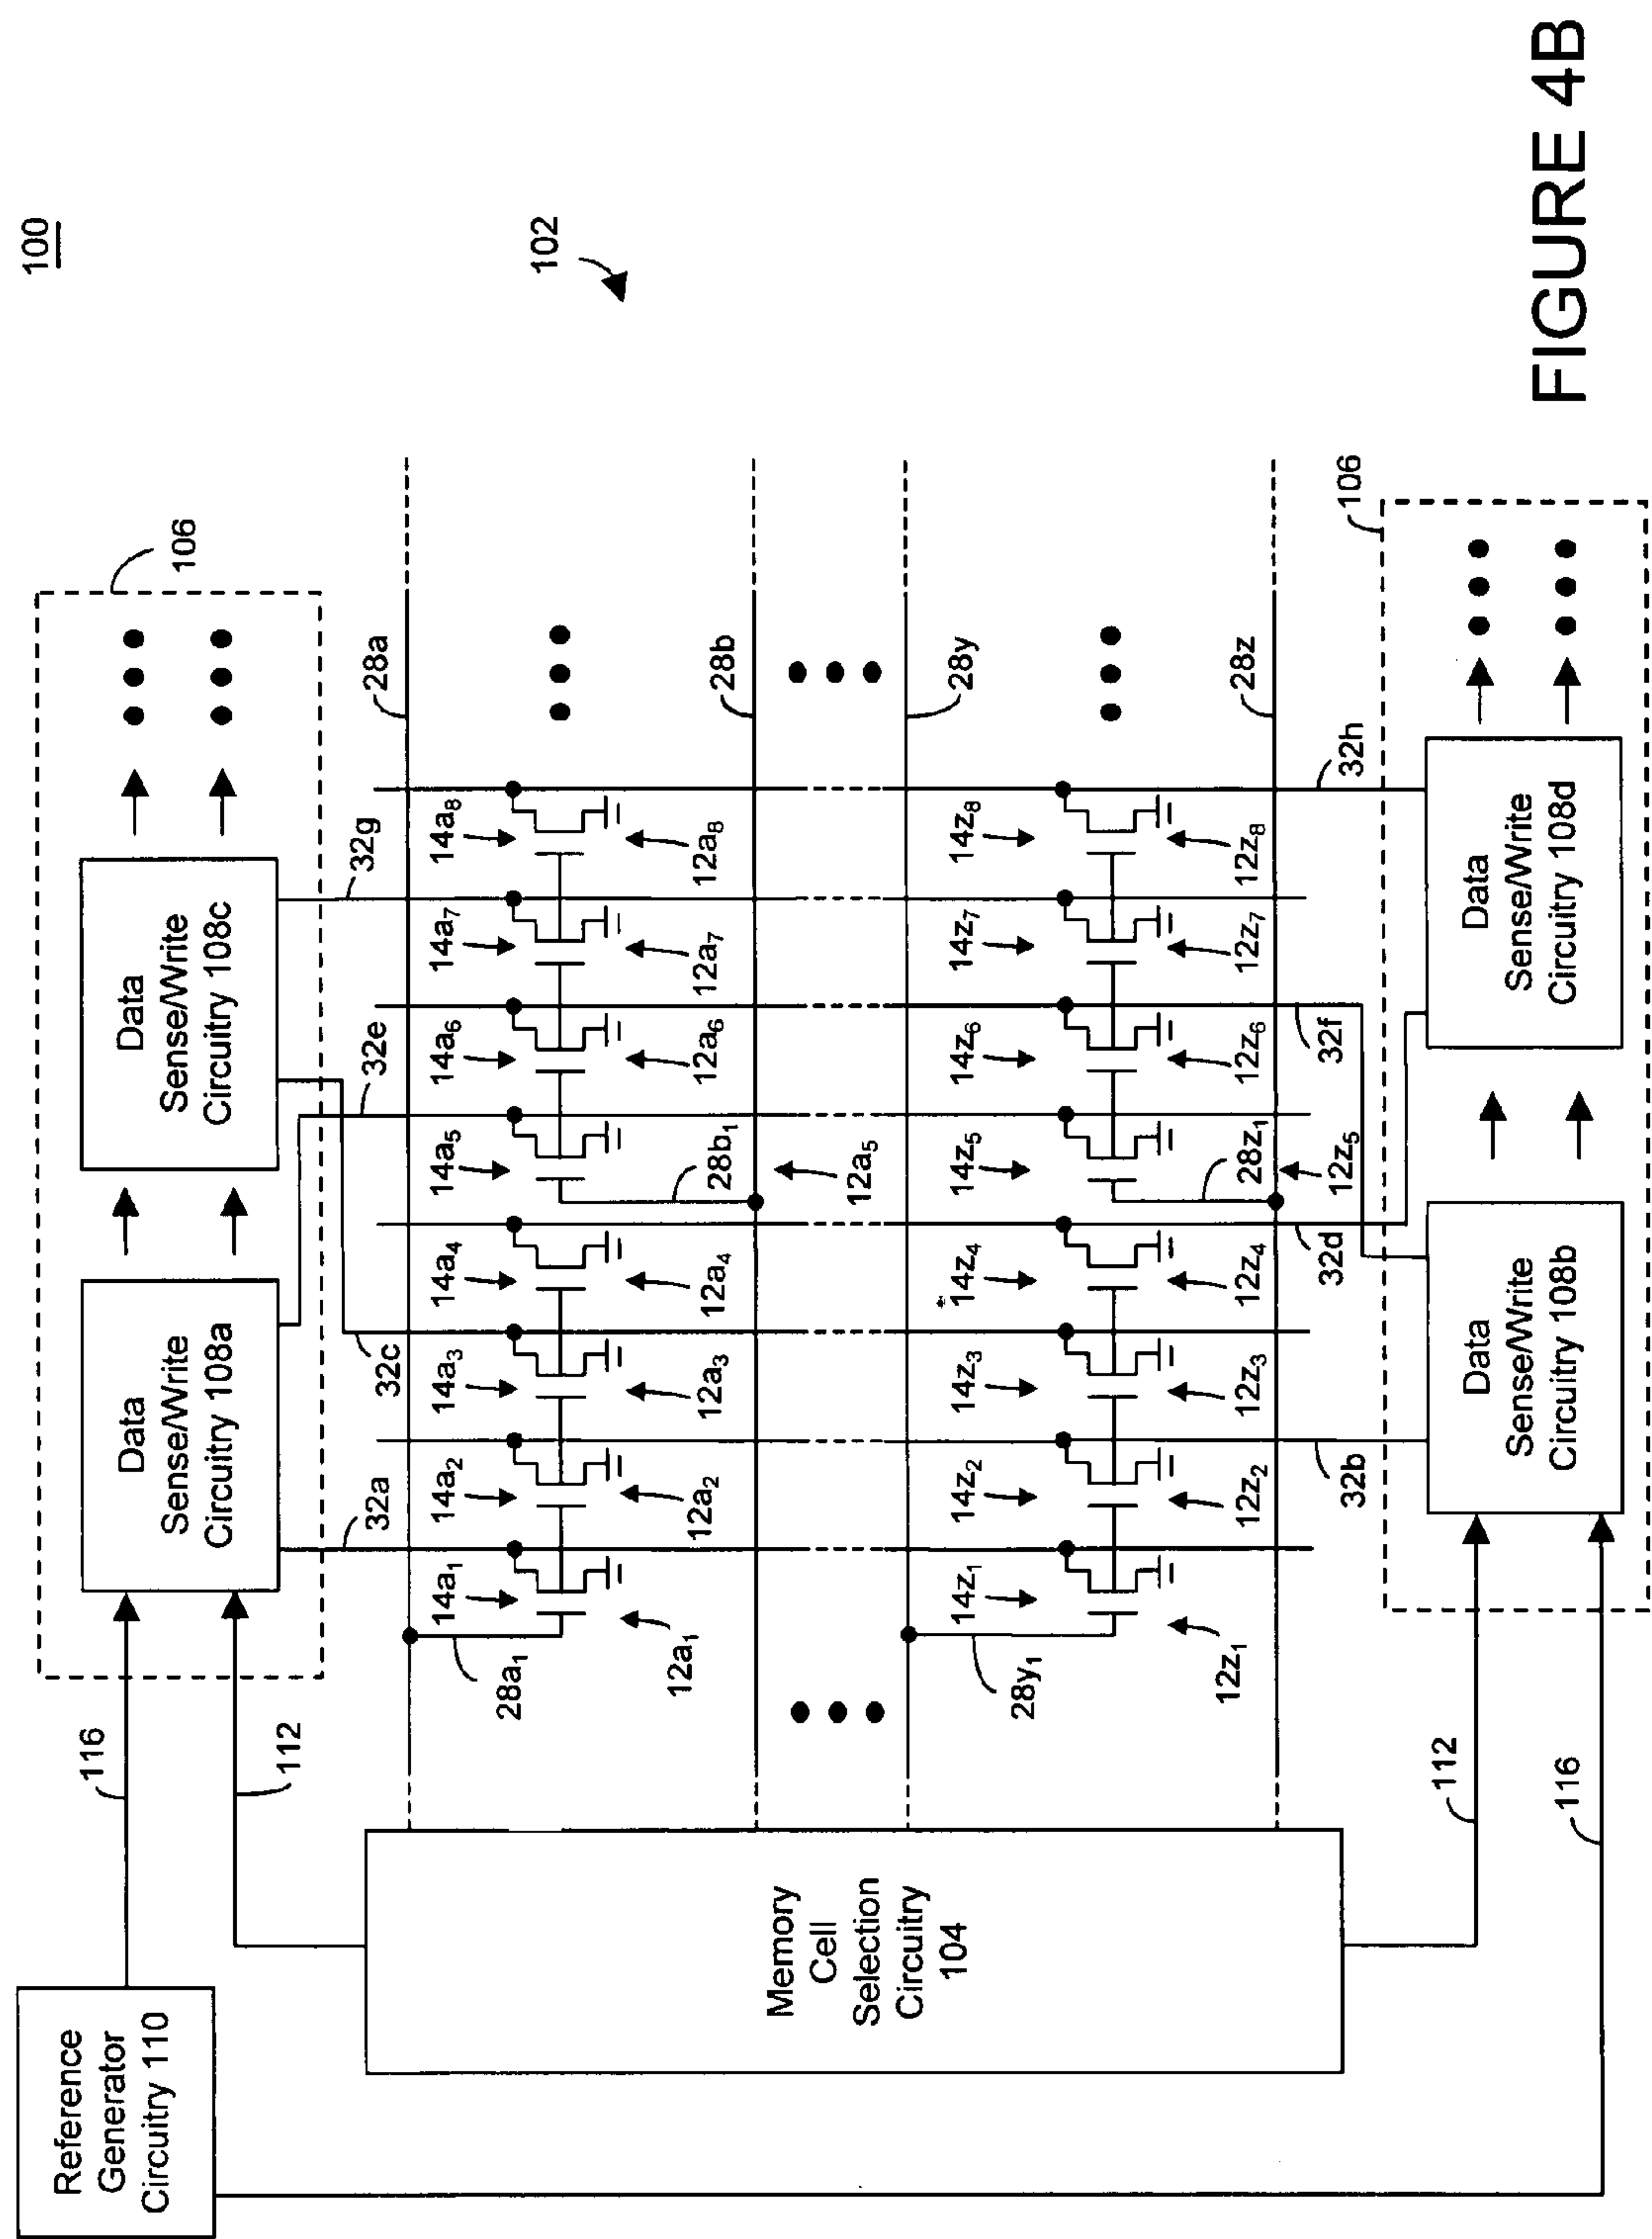 100
Reference
Generator
Circuitry 110
116
112
Data
Sense/Write
Circuitry 108a
Data
Sense/Write
Circuitry 108c
106
32a
32c
32e
32g
28a
102
28a₁
14a₁
14a₂
14a₃
14a₄
14a₅
14a₆
14a₇
14a₈
12a₁
12a₂
12a₃
12a₄
28b₁
12a₅
12a₆
12a₇
12a₈
28b
Memory
Cell
Selection
Circuitry
104
28y
28y₁
14z₁
14z₂
14z₃
14z₄
14z₅
14z₆
14z₇
14z₈
12z₁
12z₂
12z₃
12z₄
28z₁
12z₅
12z₆
12z₇
12z₈
28z
32b
32d
32f
32h
106
112
116
Data
Sense/Write
Circuitry 108b
Data
Sense/Write
Circuitry 108d
FIGURE 4B